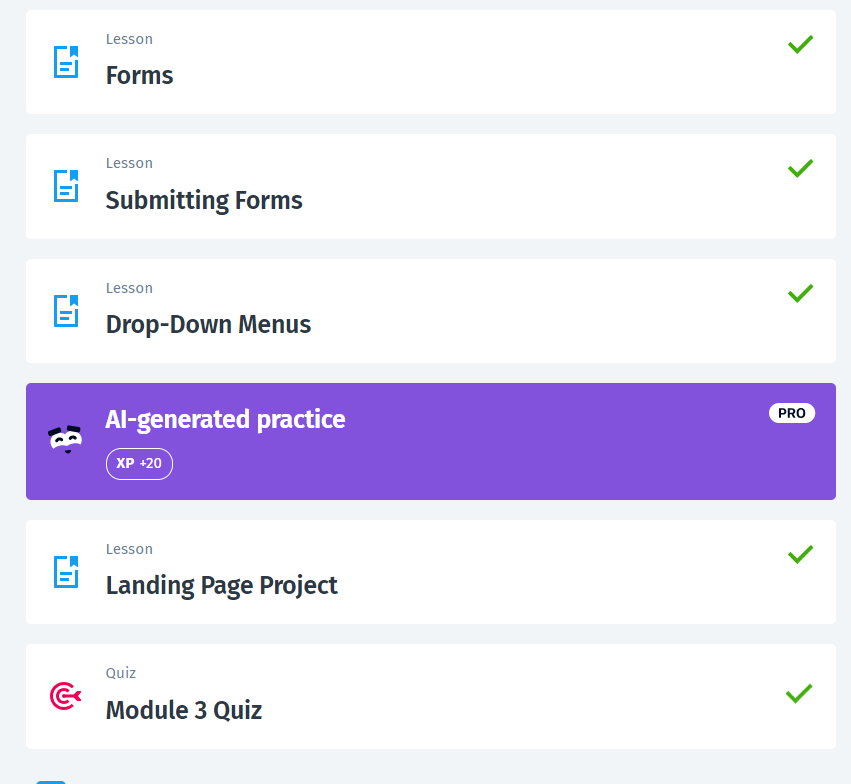 Lesson
Forms
Lesson
Submitting Forms
Lesson
Drop-Down Menus
AI-generated practice
PRO
XP +20
Lesson
Landing Page Project
Quiz
Module 3 Quiz